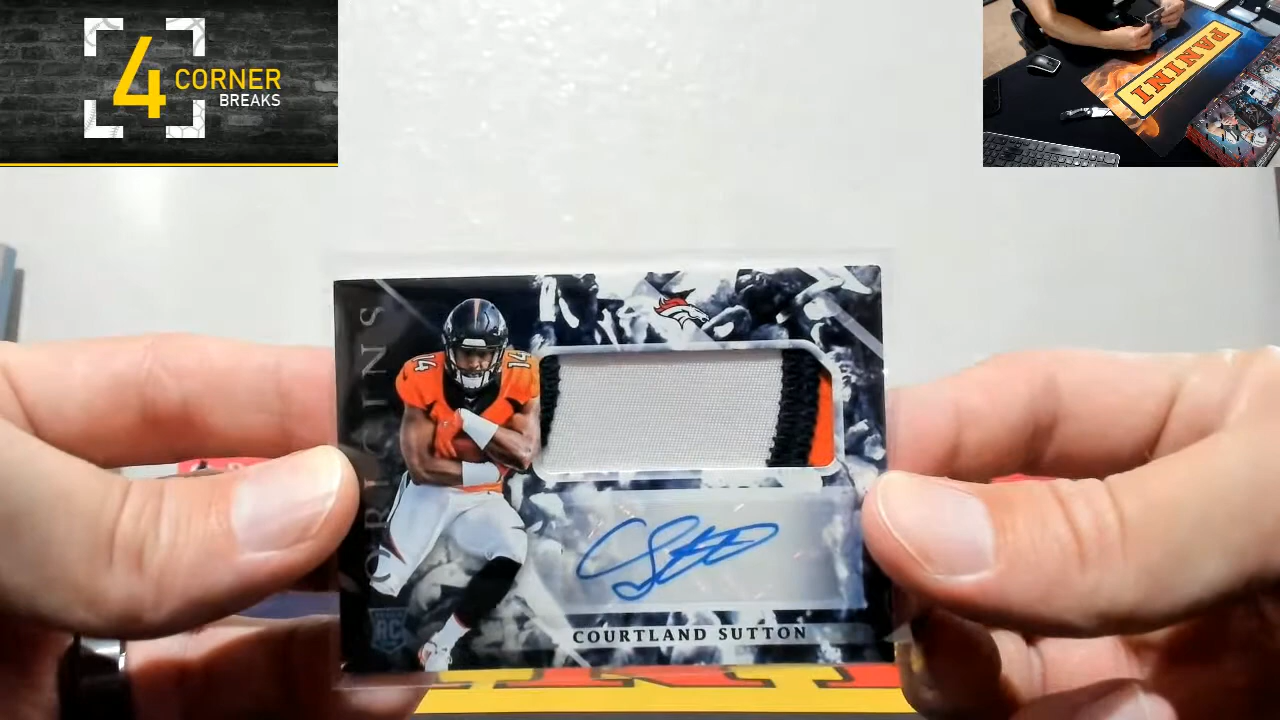 4 CORNER
BREAKS
PANINI
ORIGINS
14 14
RC
COURTLAND SUTTON